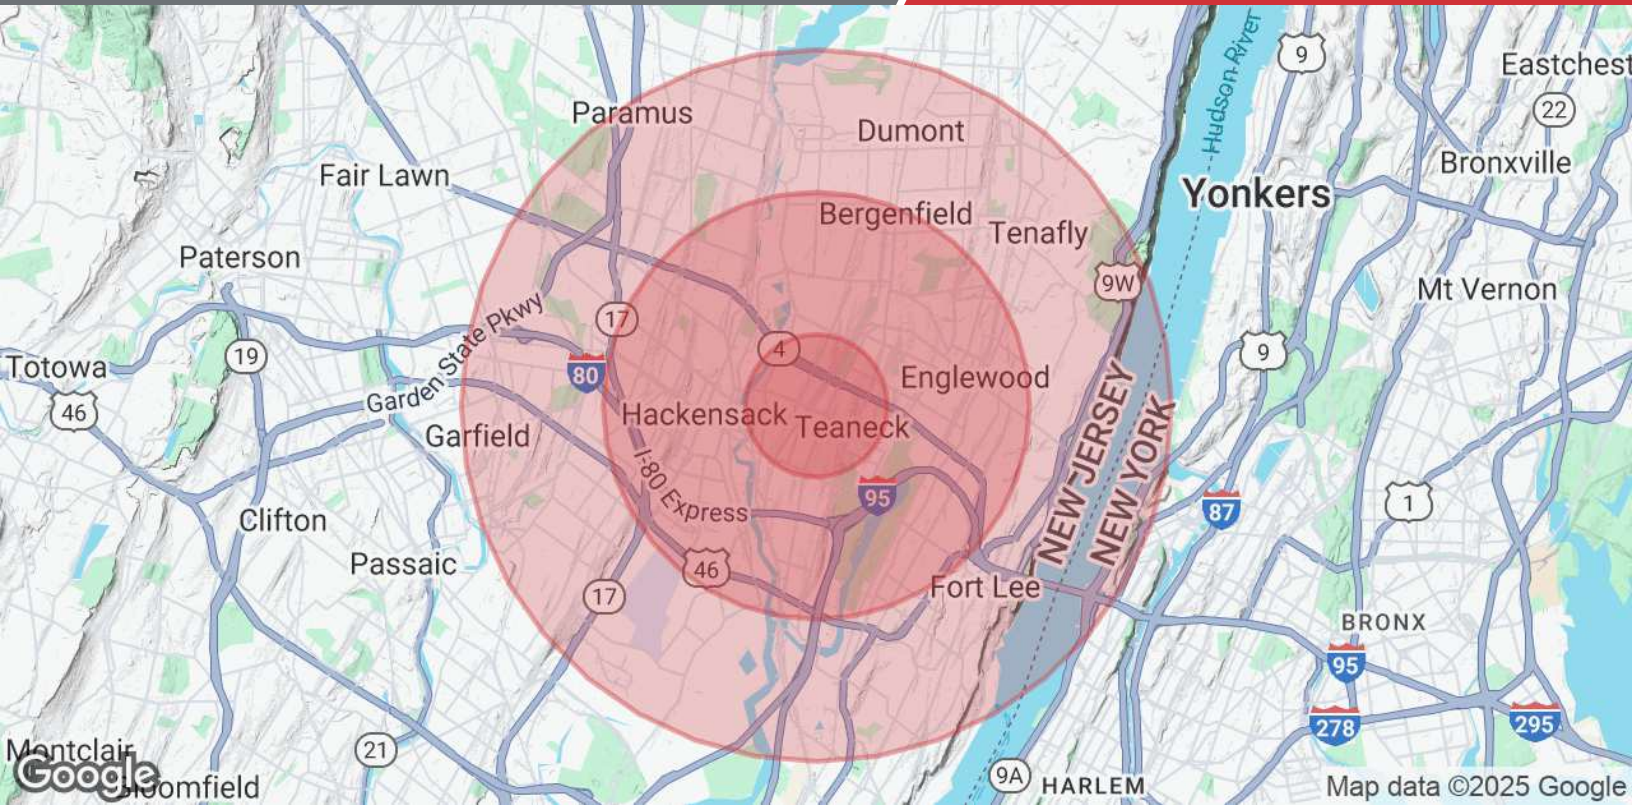 Hudson River
9
Eastchest
22
Paramus
Dumont
Bronxville
Fair Lawn
Yonkers
Bergenfield
Tenafly
Paterson
9W
Mt Vernon
17
4
9
19
Totowa
80
Garden State Pkwy
46
Englewood
Hackensack
Teaneck
Garfield
NEW JERSEY
NEW YORK
I-80 Express
95
1
87
Clifton
Passaic
46
Fort Lee
17
BRONX
95
278
295
Montclair
21
Google
Bloomfield
9A
HARLEM
Map data ©2025 Google